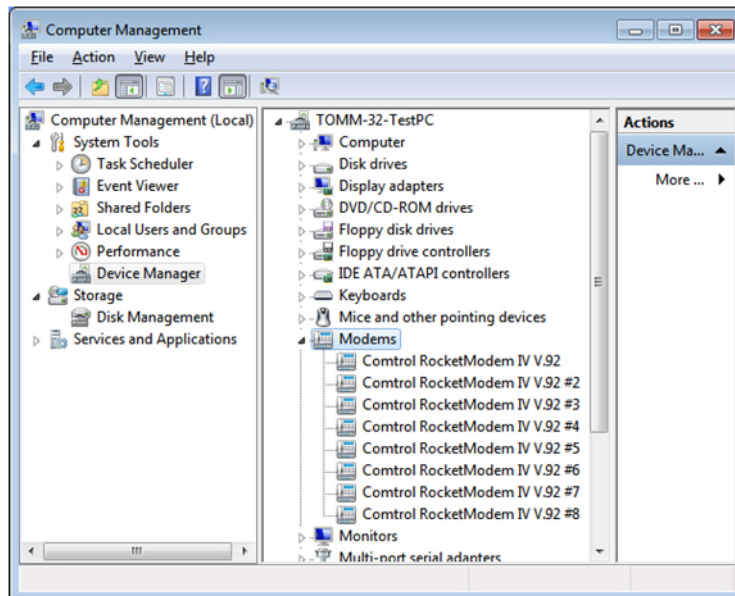 Computer Management
File Action View Help
Computer Management (Local)
System Tools
Task Scheduler
Event Viewer
Shared Folders
Local Users and Groups
Performance
Device Manager
Storage
Disk Management
Services and Applications
TOMM-32-TestPC
Computer
Disk drives
Display adapters
DVD/CD-ROM drives
Floppy disk drives
Floppy drive controllers
IDE ATA/ATAPI controllers
Keyboards
Mice and other pointing devices
Modems
Comtrol RocketModem IV V.92
Comtrol RocketModem IV V.92 #2
Comtrol RocketModem IV V.92 #3
Comtrol RocketModem IV V.92 #4
Comtrol RocketModem IV V.92 #5
Comtrol RocketModem IV V.92 #6
Comtrol RocketModem IV V.92 #7
Comtrol RocketModem IV V.92 #8
Monitors
Multi-port serial adapters
Actions
Device Ma...
More ...